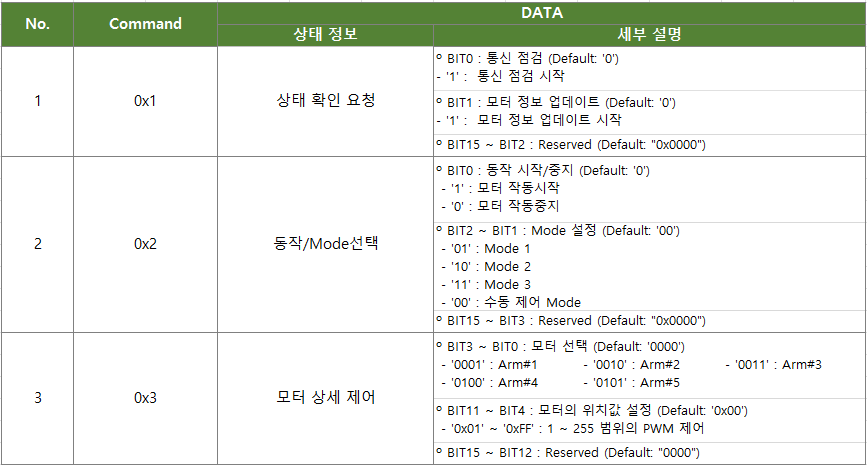 No. Command DATA
상태 정보 세부 설명
1 0x1 상태 확인 요청
º BIT0 : 통신 점검 (Default: '0')
- '1' : 통신 점검 시작
º BIT1 : 모터 정보 업데이트 (Default: '0')
- '1' : 모터 정보 업데이트 시작
º BIT15 ~ BIT2 : Reserved (Default: "0x0000")
2 0x2 동작/Mode선택
º BIT0 : 동작 시작/중지 (Default: '0')
- '1' : 모터 작동시작
- '0' : 모터 작동중지
º BIT2 ~ BIT1 : Mode 설정 (Default: '00')
- '01' : Mode 1
- '10' : Mode 2
- '11' : Mode 3
- '00' : 수동 제어 Mode
º BIT15 ~ BIT3 : Reserved (Default: "0x0000")
3 0x3 모터 상세 제어
º BIT3 ~ BIT0 : 모터 선택 (Default: '0000')
- '0001' : Arm#1 - '0010' : Arm#2 - '0011' : Arm#3
- '0100' : Arm#4 - '0101' : Arm#5
º BIT11 ~ BIT4 : 모터의 위치값 설정 (Default: '0x00')
- '0x01' ~ '0xFF' : 1 ~ 255 범위의 PWM 제어
º BIT15 ~ BIT12 : Reserved (Default: "0000")